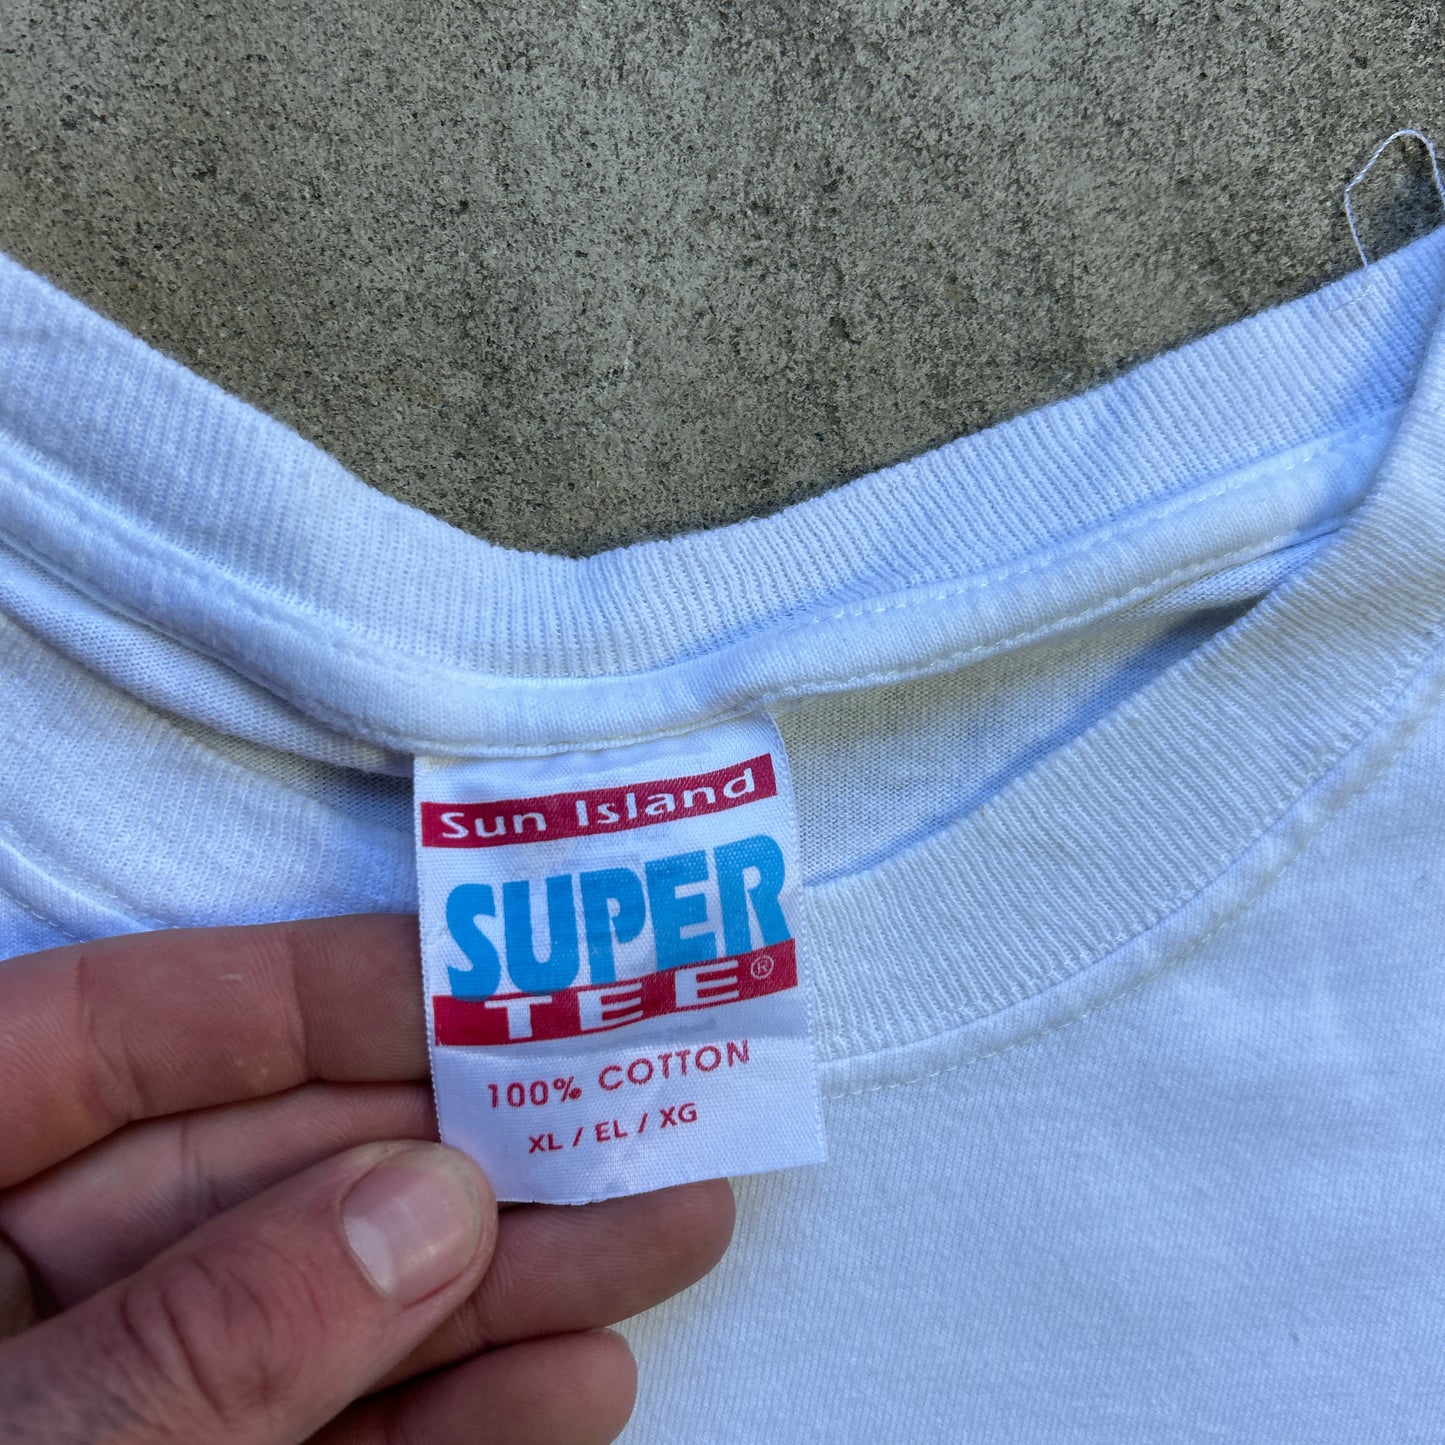 Sun Island
SUPER
TEE®
100% COTTON
XL / EL / XG